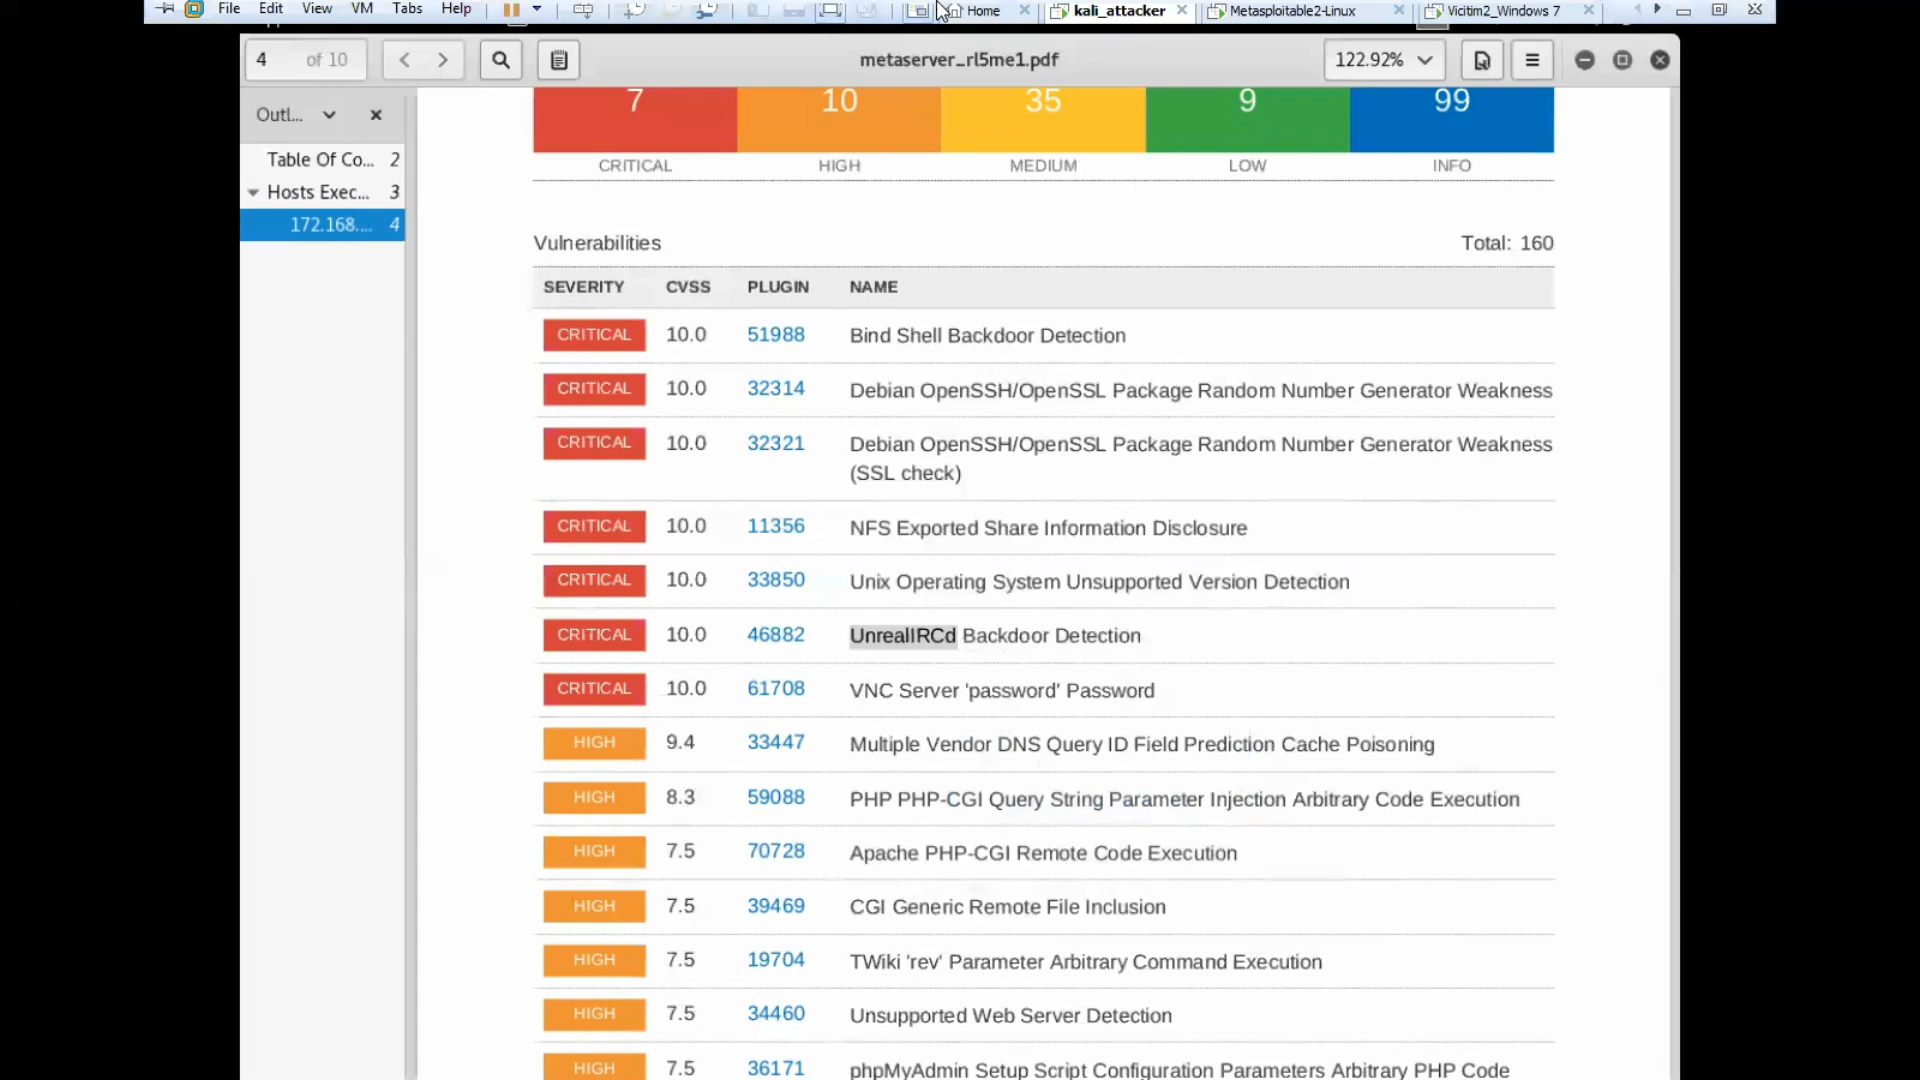 File Edit View VM Tabs Help Home kali_attacker Metasploitable2-Linux Vicitim2_Windows 7
4 of 10 metaserver_rl5me1.pdf 122.92%
Outl...
Table Of Co... 2
Hosts Exec... 3
172.168.... 4
7 10 35 9 99
CRITICAL HIGH MEDIUM LOW INFO
Vulnerabilities Total: 160
SEVERITY CVSS PLUGIN NAME
CRITICAL 10.0 51988 Bind Shell Backdoor Detection
CRITICAL 10.0 32314 Debian OpenSSH/OpenSSL Package Random Number Generator Weakness
CRITICAL 10.0 32321 Debian OpenSSH/OpenSSL Package Random Number Generator Weakness
(SSL check)
CRITICAL 10.0 11356 NFS Exported Share Information Disclosure
CRITICAL 10.0 33850 Unix Operating System Unsupported Version Detection
CRITICAL 10.0 46882 UnrealIRCd Backdoor Detection
CRITICAL 10.0 61708 VNC Server 'password' Password
HIGH 9.4 33447 Multiple Vendor DNS Query ID Field Prediction Cache Poisoning
HIGH 8.3 59088 PHP PHP-CGI Query String Parameter Injection Arbitrary Code Execution
HIGH 7.5 70728 Apache PHP-CGI Remote Code Execution
HIGH 7.5 39469 CGI Generic Remote File Inclusion
HIGH 7.5 19704 TWiki 'rev' Parameter Arbitrary Command Execution
HIGH 7.5 34460 Unsupported Web Server Detection
HIGH 7.5 36171 phpMyAdmin Setup Script Configuration Parameters Arbitrary PHP Code